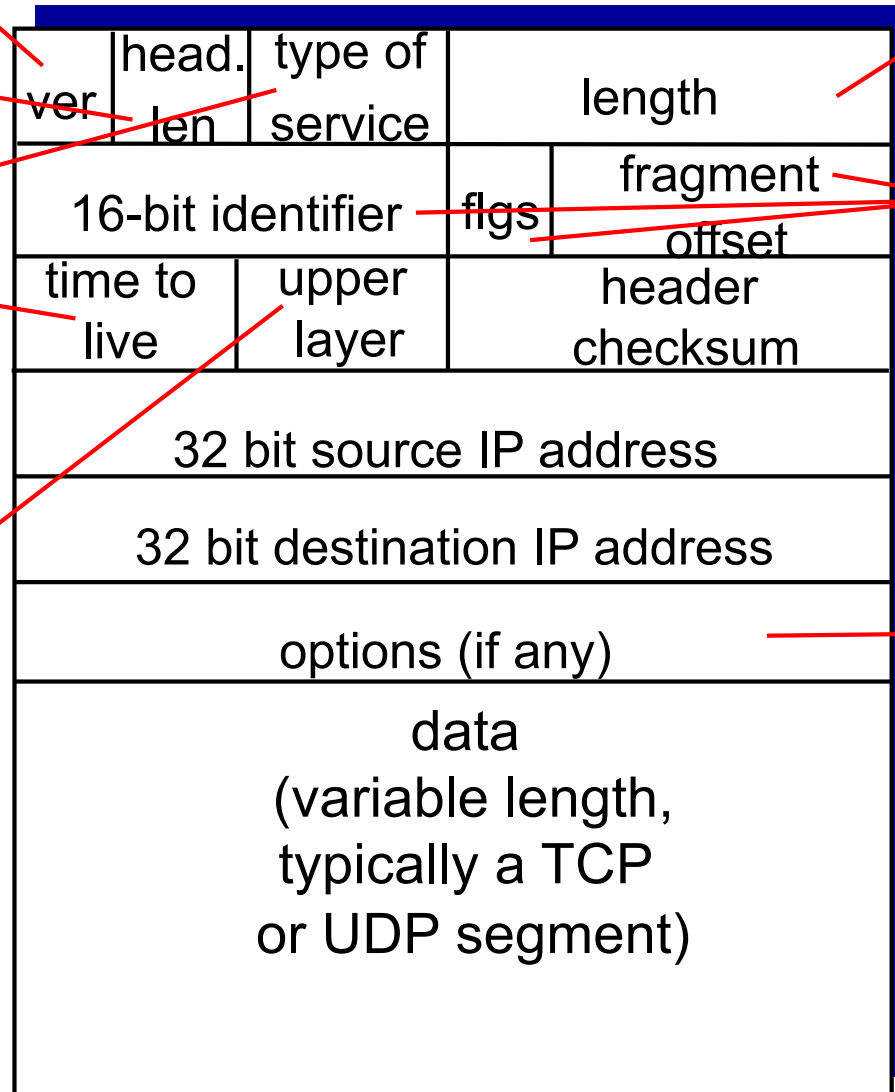 ver
head.
len
type of
service
length
16-bit identifier
flgs
fragment
offset
time to
live
upper
layer
header
checksum
32 bit source IP address
32 bit destination IP address
options (if any)
data
(variable length,
typically a TCP
or UDP segment)